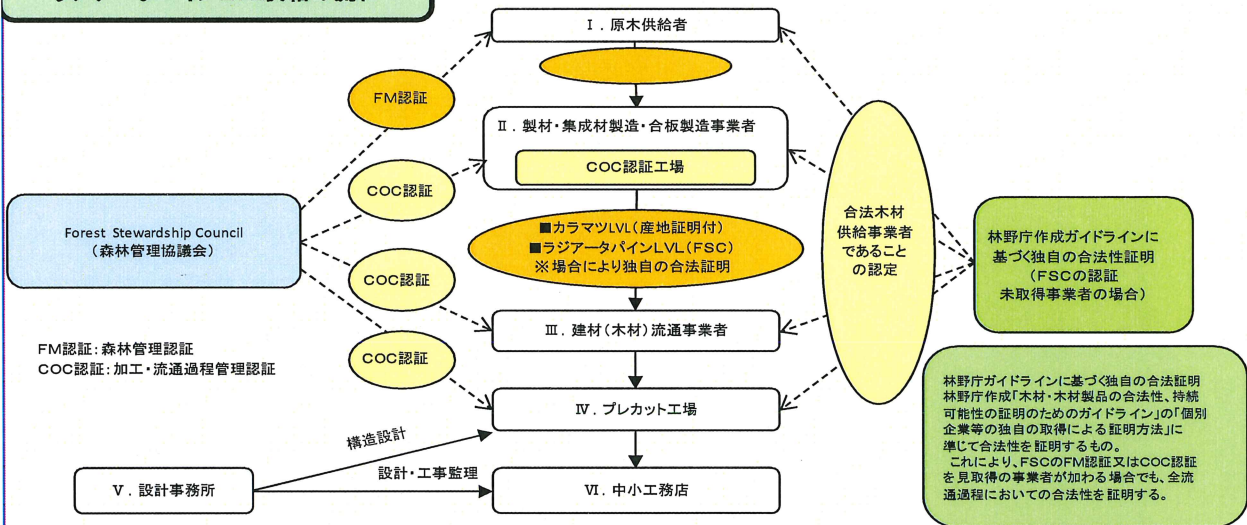 Ⅰ．原木供給者
FM認証
Ⅱ．製材・集成材製造・合板製造事業者
COC認証工場
COC認証
Forest Stewardship Council
（森林管理協議会）
■カラマツLVL（産地証明付）
■ラジアータパインLVL（FSC）
※場合により独自の合法証明
合法木材
供給事業者
であること
の認定
林野庁作成ガイドラインに
基づく独自の合法性証明
（FSCの認証
未取得事業者の場合）
COC認証
Ⅲ．建材（木材）流通事業者
FM認証：森林管理認証
COC認証：加工・流通過程管理認証
COC認証
Ⅳ．プレカット工場
林野庁ガイドラインに基づく独自の合法証明
林野庁作成「木材・木材製品の合法性、持続
可能性の証明のためのガイドライン」の「個別
企業等の独自の取得による証明方法」に
準じて合法性を証明するもの。
これにより、FSCのFM認証又はCOC認証
を見取得の事業者が加わる場合でも、全流
通過程においての合法性を証明する。
構造設計
設計・工事監理
Ⅴ．設計事務所
Ⅵ．中小工務店